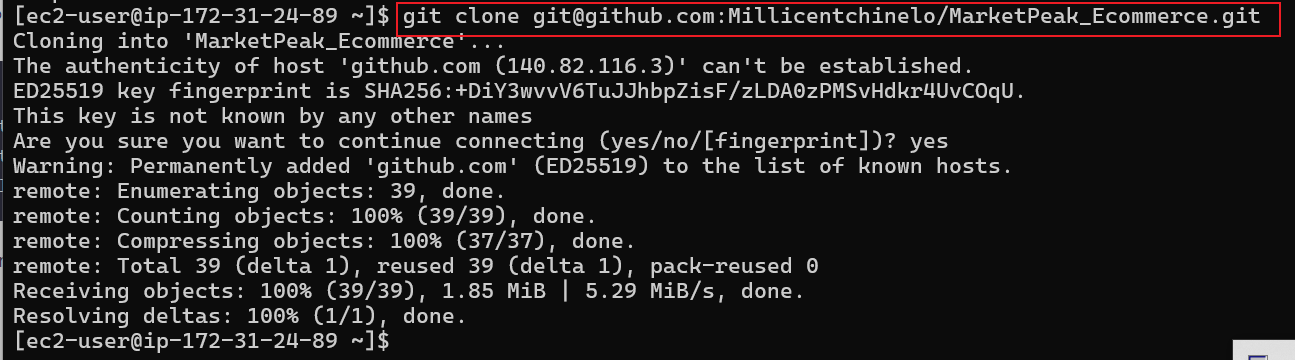 [ec2-user@ip-172-31-24-89 ~]$ git clone git@github.com:Millicentchinelo/MarketPeak_Ecommerce.git
Cloning into 'MarketPeak_Ecommerce'...
The authenticity of host 'github.com (140.82.116.3)' can't be established.
ED25519 key fingerprint is SHA256:+DiY3wvvV6TuJJhbpZisF/zLDA0zPMSvHdkr4UvCOqU.
This key is not known by any other names
Are you sure you want to continue connecting (yes/no/[fingerprint])? yes
Warning: Permanently added 'github.com' (ED25519) to the list of known hosts.
remote: Enumerating objects: 39, done.
remote: Counting objects: 100% (39/39), done.
remote: Compressing objects: 100% (37/37), done.
remote: Total 39 (delta 1), reused 39 (delta 1), pack-reused 0
Receiving objects: 100% (39/39), 1.85 MiB | 5.29 MiB/s, done.
Resolving deltas: 100% (1/1), done.
[ec2-user@ip-172-31-24-89 ~]$